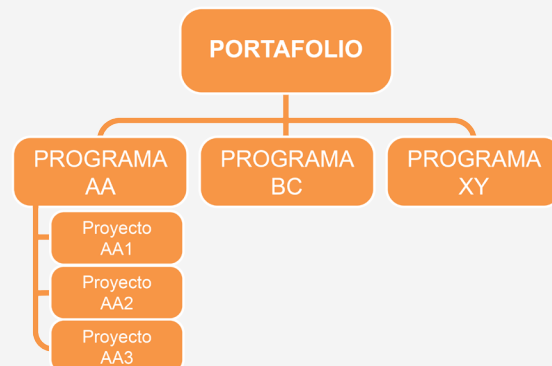 PORTAFOLIO
PROGRAMA
AA
PROGRAMA
BC
PROGRAMA
XY
Proyecto
AA1
Proyecto
AA2
Proyecto
AA3